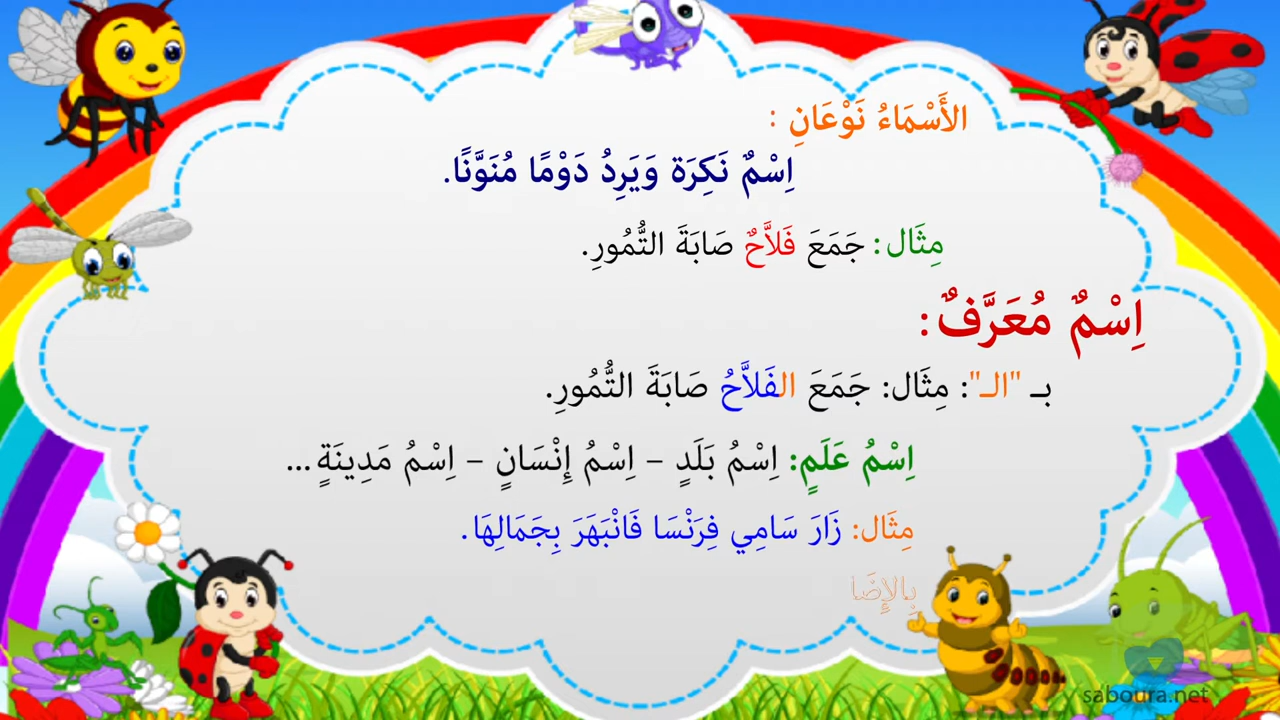 الأَسْمَاءُ نَوْعَانِ :
اِسْمٌ نَكِرَة وَيَرِدُ دَوْمًا مُنَوَّنًا.
مِثَال: جَمَعَ فَلاَّحٌ صَابَةَ التُّمُورِ.
اِسْمٌ مُعَرَّفٌ:
بـ "الـ": مِثَال: جَمَعَ الفَلاَّحُ صَابَةَ التُّمُورِ.
اِسْمُ عَلَمٍ: اِسْمُ بَلَدٍ – اِسْمُ إِنْسَانٍ – اِسْمُ مَدِينَةٍ...
مِثَال: زَارَ سَامِي فِرَنْسَا فَانْبَهَرَ بِجَمَالِهَا.
بِالإِضَا
saboura.net